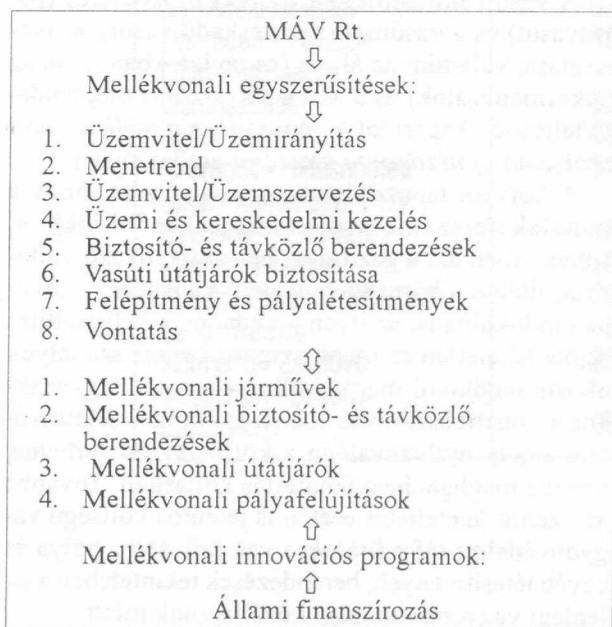 MÁV Rt.
⇩
Mellékvonali egyszerűsítések:
⇩
1. Üzemvitel/Üzemirányítás
2. Menetrend
3. Üzemvitel/Üzemszervezés
4. Üzemi és kereskedelmi kezelés
5. Biztosító- és távközlő berendezések
6. Vasúti útátjárók biztosítása
7. Felépítmény és pályalétesítmények
8. Vontatás
⇳
1. Mellékvonali járművek
2. Mellékvonali biztosító- és távközlő
berendezések
3. Mellékvonali útátjárók
4. Mellékvonali pályafelújítások
⇧
Mellékvonali innovációs programok:
⇧
Állami finanszírozás